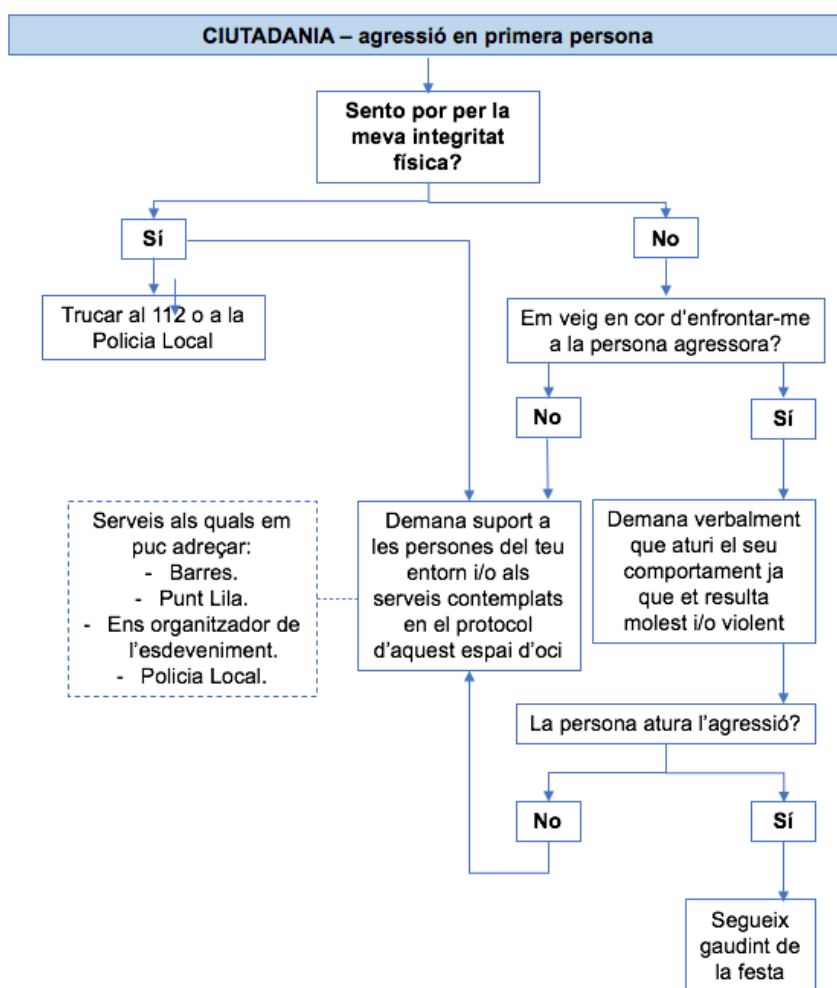 CIUTADANIA – agressió en primera persona
Sento por per la
meva integritat
física?
Sí
No
Trucar al 112 o a la
Policia Local
Em veig en cor d'enfrontar-me
a la persona agressora?
No
Sí
Serveis als quals em
puc adreçar:
- Barres.
- Punt Lila.
- Ens organitzador de
l'esdeveniment.
- Policia Local.
Demana suport a
les persones del teu
entorn i/o als
serveis contemplats
en el protocol
d'aquest espai d'oci
Demana verbalment
que aturi el seu
comportament ja
que et resulta
molest i/o violent
La persona atura l'agressió?
No
Sí
Segueix
gaudint de
la festa